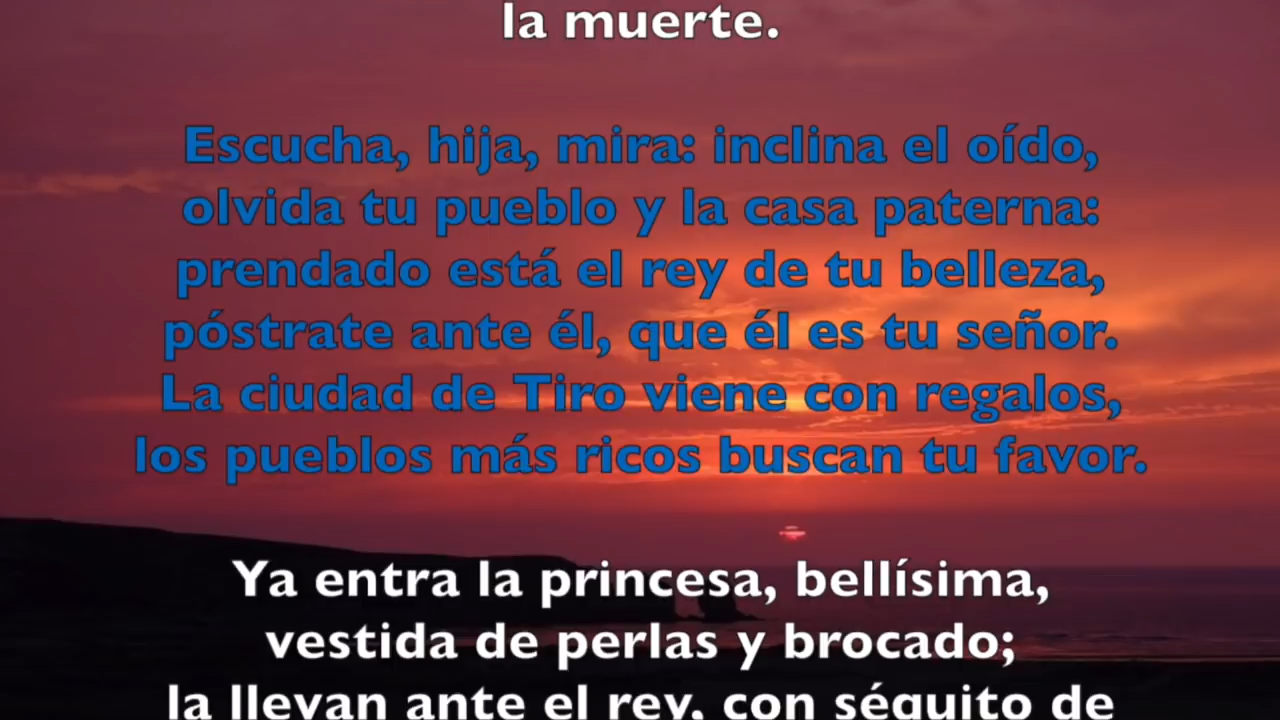 la muerte.
Escucha, hija, mira: inclina el oído,
olvida tu pueblo y la casa paterna:
prendado está el rey de tu belleza,
póstrate ante él, que él es tu señor.
La ciudad de Tiro viene con regalos,
los pueblos más ricos buscan tu favor.
Ya entra la princesa, bellísima,
vestida de perlas y brocado;
la llevan ante el rey, con séquito de